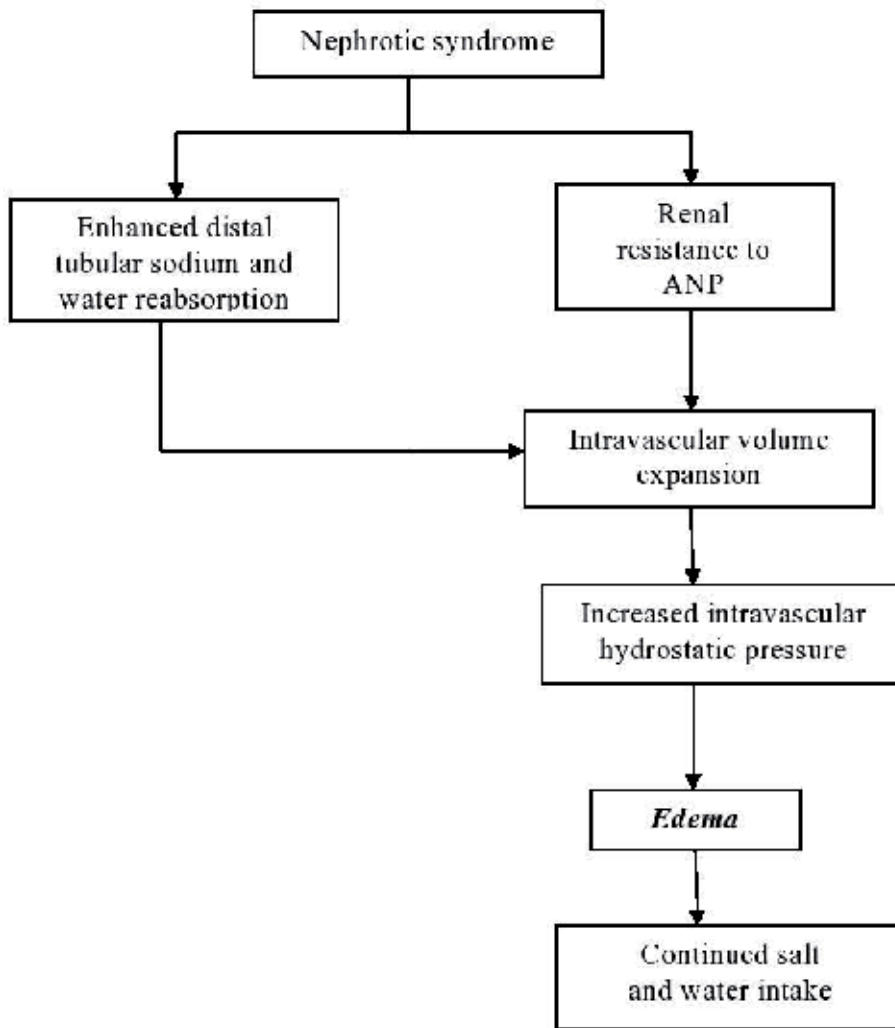 Nephrotic syndrome
Enhanced distal
tubular sodium and
water reabsorption
Renal
resistance to
ANP
Intravascular volume
expansion
Increased intravascular
hydrostatic pressure
Edema
Continued salt
and water intake